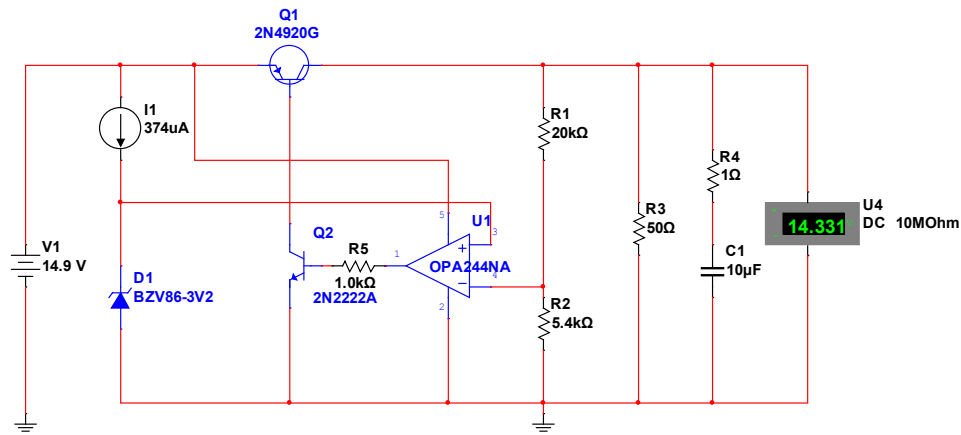 Q1
2N4920G
I1
374uA
R1
20kΩ
R4
1Ω
U4
DC 10MOhm
14.331
5
U1
3
Q2
R5
1
+
OPA244NA
R3
50Ω
V1
14.9 V
D1
BZV86-3V2
1.0kΩ
4
−
2N2222A
2
C1
10µF
R2
5.4kΩ